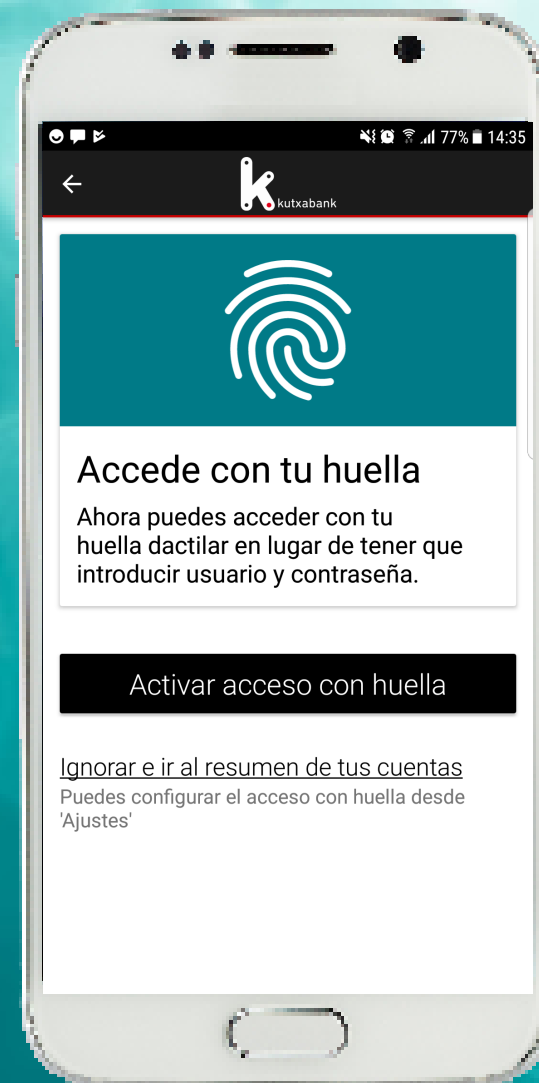 77% 14:35
k kutxabank
Accede con tu huella
Ahora puedes acceder con tu
huella dactilar en lugar de tener que
introducir usuario y contraseña.
Activar acceso con huella
Ignorar e ir al resumen de tus cuentas
Puedes configurar el acceso con huella desde
'Ajustes'